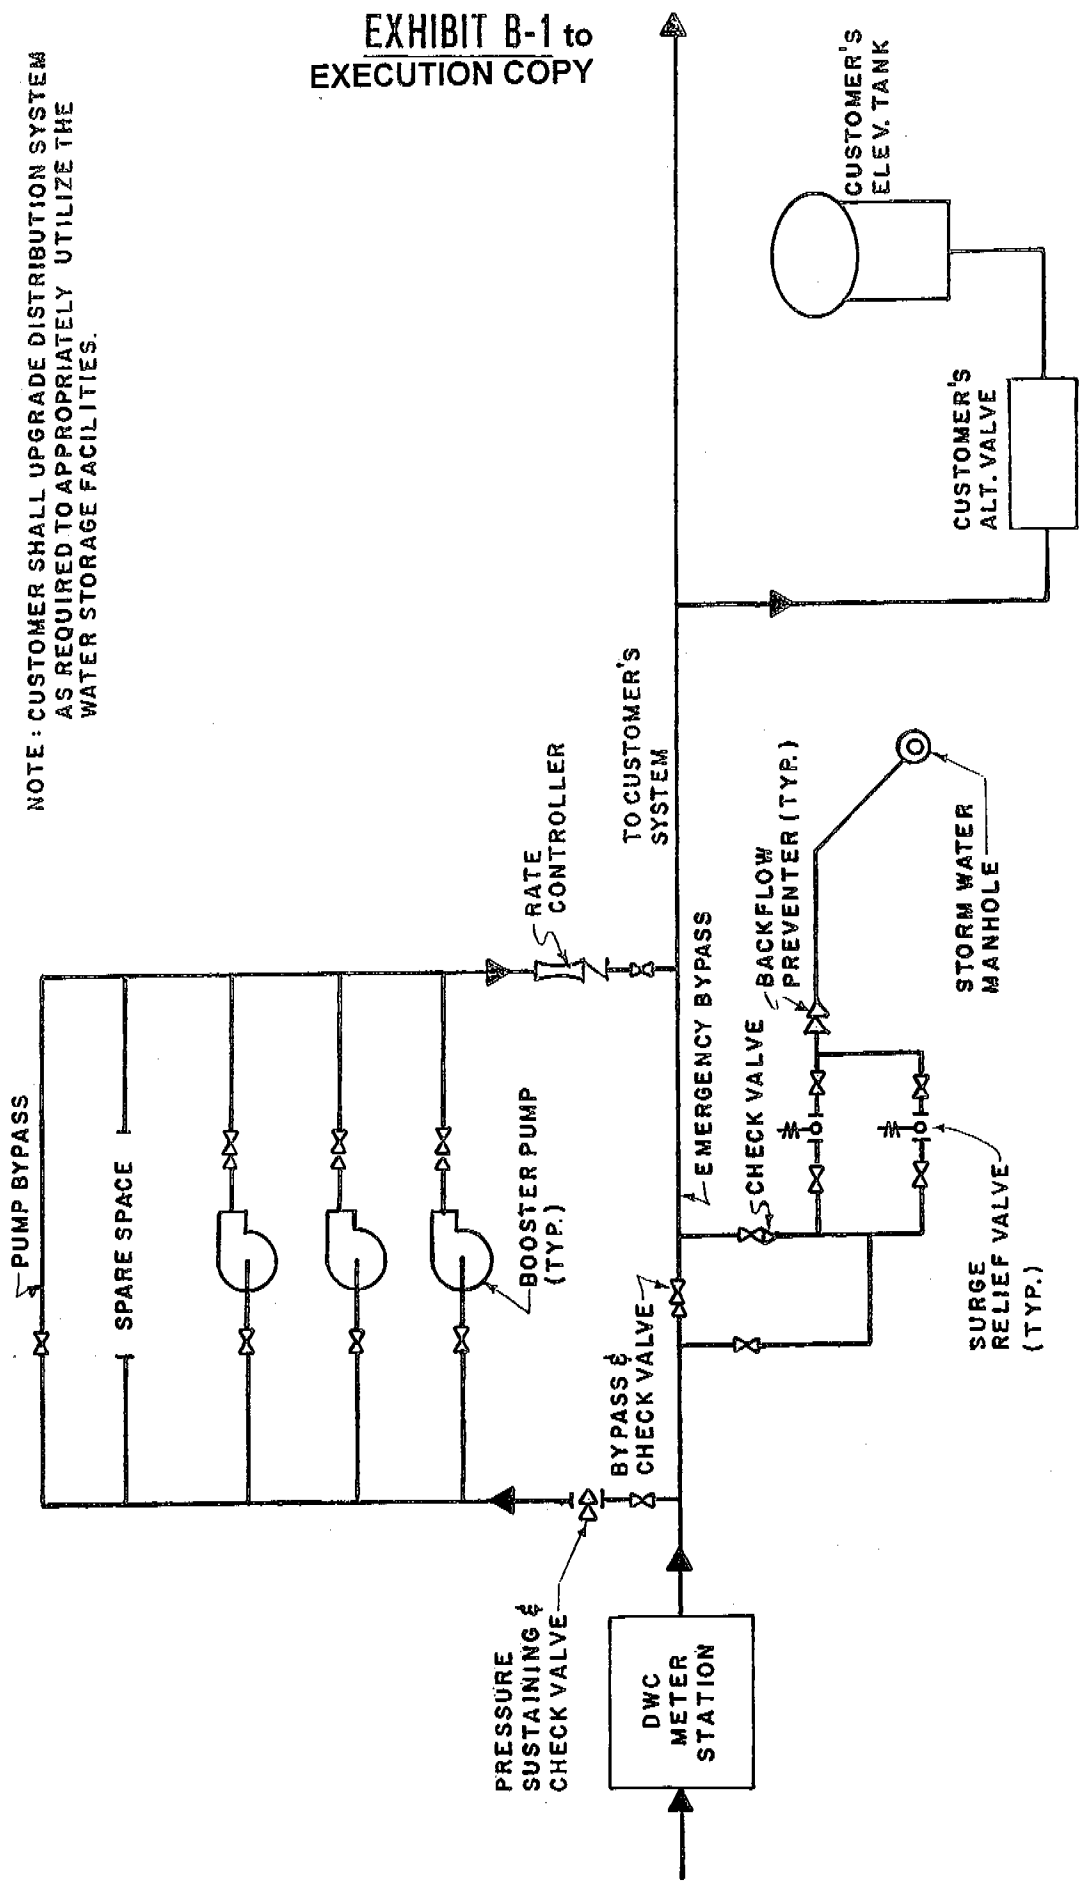 EXHIBIT B-1 to
EXECUTION COPY
NOTE: CUSTOMER SHALL UPGRADE DISTRIBUTION SYSTEM
AS REQUIRED TO APPROPRIATELY UTILIZE THE
WATER STORAGE FACILITIES.
PUMP BYPASS
SPARE SPACE
BOOSTER PUMP
(TYP.)
RATE
CONTROLLER
PRESSURE
SUSTAINING &
CHECK VALVE
BYPASS &
CHECK VALVE
DWC
METER
STATION
EMERGENCY BYPASS
TO CUSTOMER'S
SYSTEM
CHECK VALVE
BACKFLOW
PREVENTER (TYP.)
SURGE
RELIEF VALVE
(TYP.)
STORM WATER
MANHOLE
CUSTOMER'S
ALT. VALVE
CUSTOMER'S
ELEV. TANK